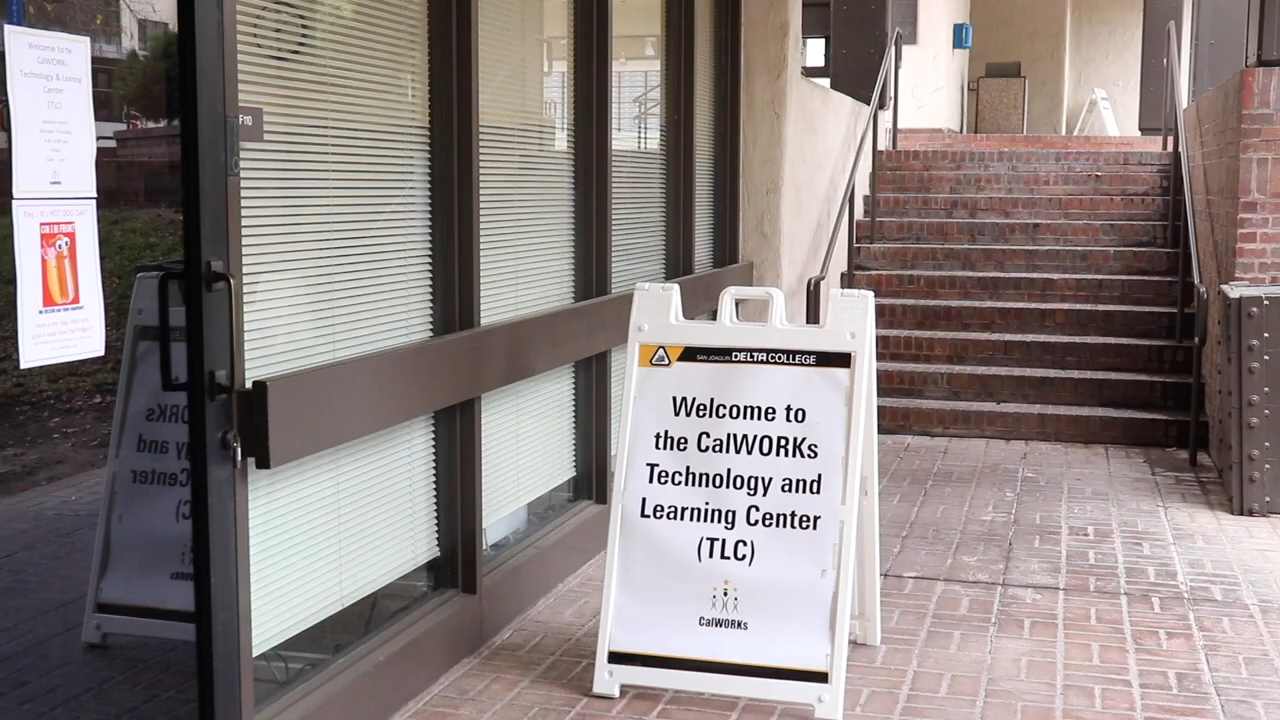 Welcome to the
CalWORKs
Technology & Learning
Center
(TLC)
Yay... It's HOT DOG DAY!
F110
SAN JOAQUIN DELTA COLLEGE
Welcome to
the CalWORKs
Technology and
Learning Center
(TLC)
CalWORKs